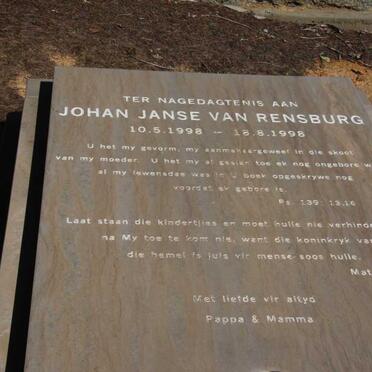 TER NAGEDAGTENIS AAN
JOHAN JANSE VAN RENSBURG
10.5.1998 - 18.8.1998
U het my gevorm, my aanmekaargeweef in die skoot
van my moeder. U het my al gesien toe ek nog ongebore w
al my lewensdae was in U boek opgeskrywe nog
voordat ek gebore is.
Ps. 139: 13,16
Laat staan die kindertjies en moet hulle nie verhinder
na My toe te kom nie, want die koninkryk van
die hemel is juis vir mense soos hulle.
Mat
Met liefde vir altyd
Pappa & Mamma